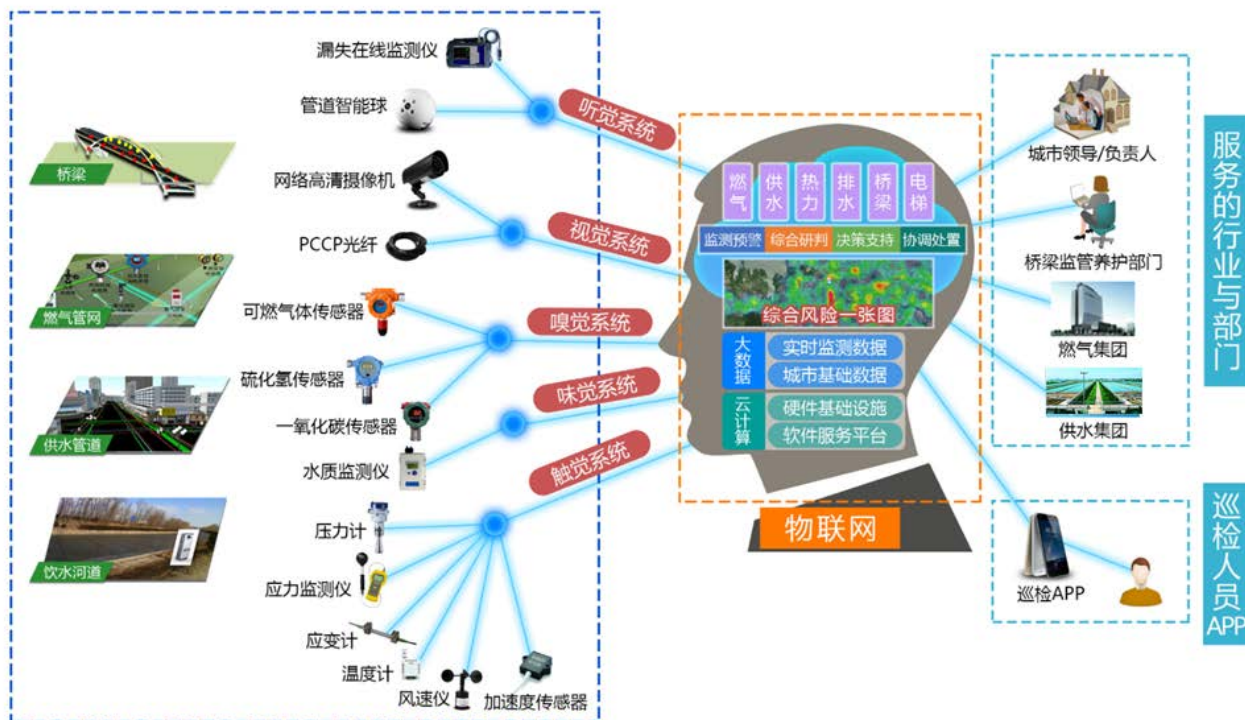 漏失在线监测仪
管道智能球
网络高清摄像机
PCCP光纤
可燃气体传感器
硫化氢传感器
一氧化碳传感器
水质监测仪
压力计
应力监测仪
应变计
温度计
风速仪
加速度传感器
桥梁
燃气管网
供水管道
饮水河道
听觉系统
视觉系统
嗅觉系统
味觉系统
触觉系统
燃气
供水
热力
排水
桥梁
电梯
监测预警
综合研判
决策支持
协调处置
综合风险一张图
大数据
实时监测数据
城市基础数据
云计算
硬件基础设施
软件服务平台
物联网
城市领导/负责人
桥梁监管养护部门
燃气集团
供水集团
服务的行业与部门
巡检APP
巡检人员APP